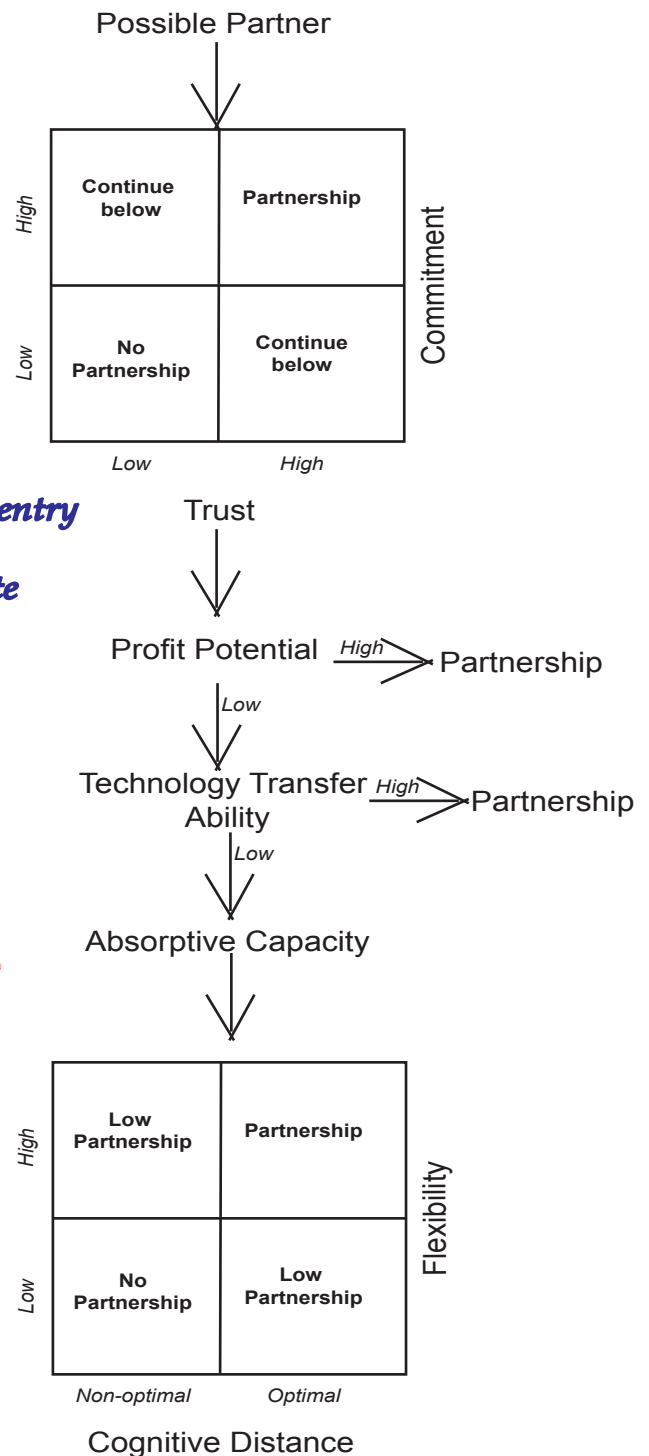 Possible Partner
Continue
below
Partnership
High
Commitment
No
Partnership
Continue
below
Low
Low
High
entry
Trust
Profit Potential
High
Partnership
Low
Technology Transfer
Ability
High
Partnership
Low
Absorptive Capacity
Low
Partnership
Partnership
High
Flexibility
No
Partnership
Low
Partnership
Low
Non-optimal
Optimal
Cognitive Distance